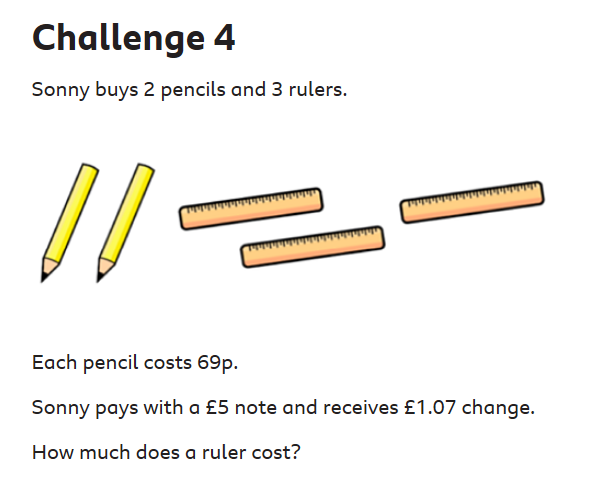 Challenge 4
Sonny buys 2 pencils and 3 rulers.
Each pencil costs 69p.
Sonny pays with a £5 note and receives £1.07 change.
How much does a ruler cost?